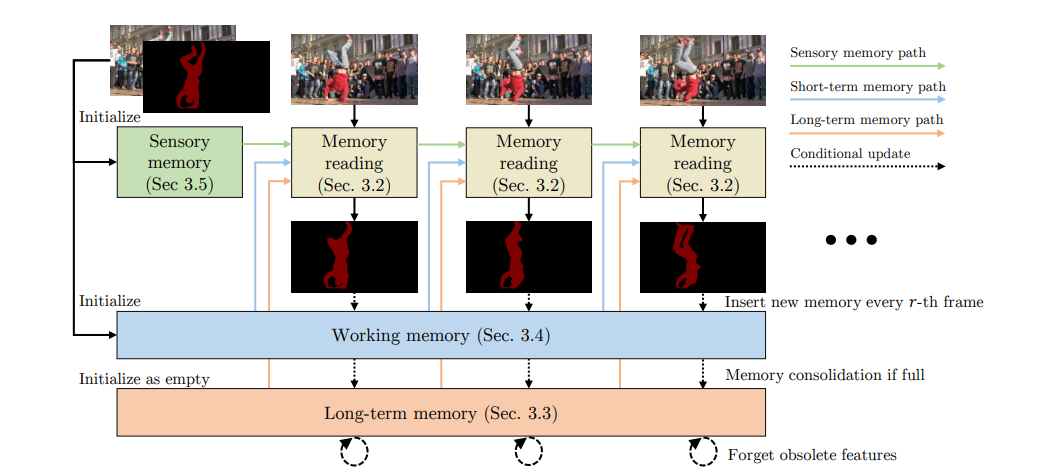 Sensory memory path
Short-term memory path
Long-term memory path
Conditional update
Initialize
Sensory
memory
(Sec 3.5)
Memory
reading
(Sec. 3.2)
Memory
reading
(Sec. 3.2)
Memory
reading
(Sec. 3.2)
Initialize
Insert new memory every r-th frame
Working memory (Sec. 3.4)
Initialize as empty
Memory consolidation if full
Long-term memory (Sec. 3.3)
Forget obsolete features